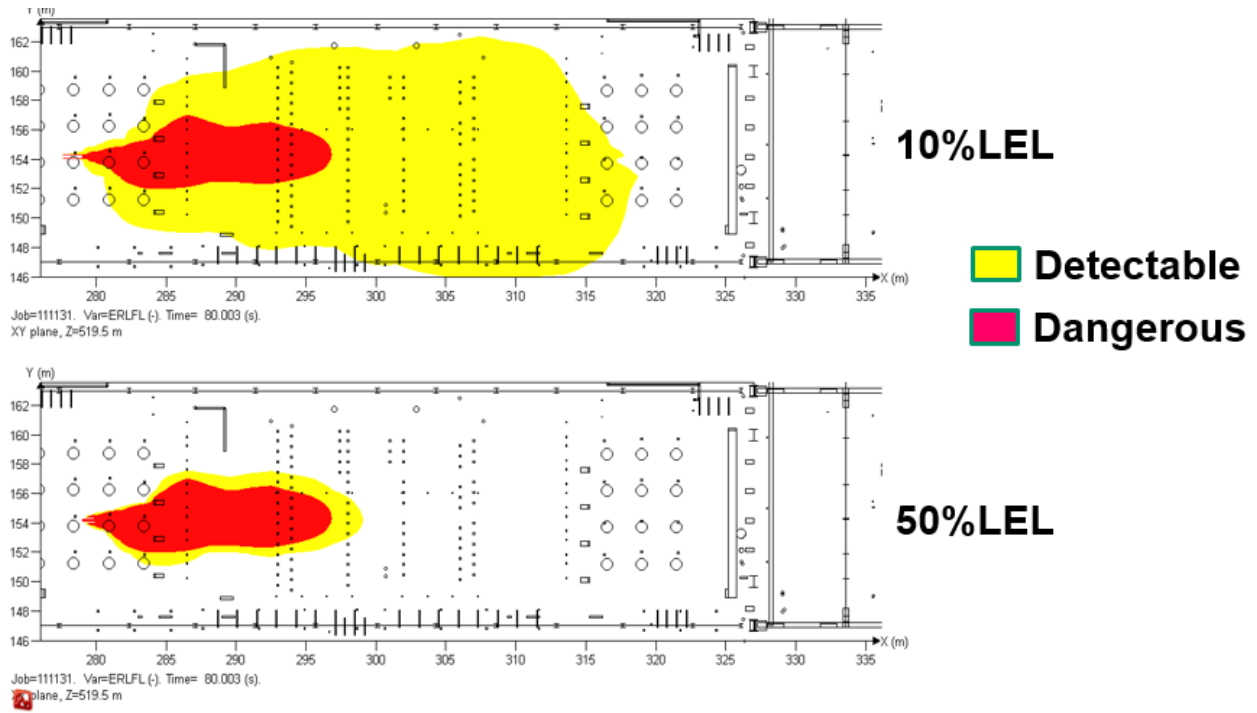 Y (m)
162
160
158
156
154
152
150
148
146
280 285 290 295 300 305 310 315 320 325 330 335
X (m)
Job=111131. Var=ERLFL (-). Time= 80.003 (s).
XY plane, Z=519.5 m
10%LEL
Detectable
Dangerous
Y (m)
162
160
158
156
154
152
150
148
146
280 285 290 295 300 305 310 315 320 325 330 335
X (m)
Job=111131. Var=ERLFL (-). Time= 80.003 (s).
plane, Z=519.5 m
50%LEL